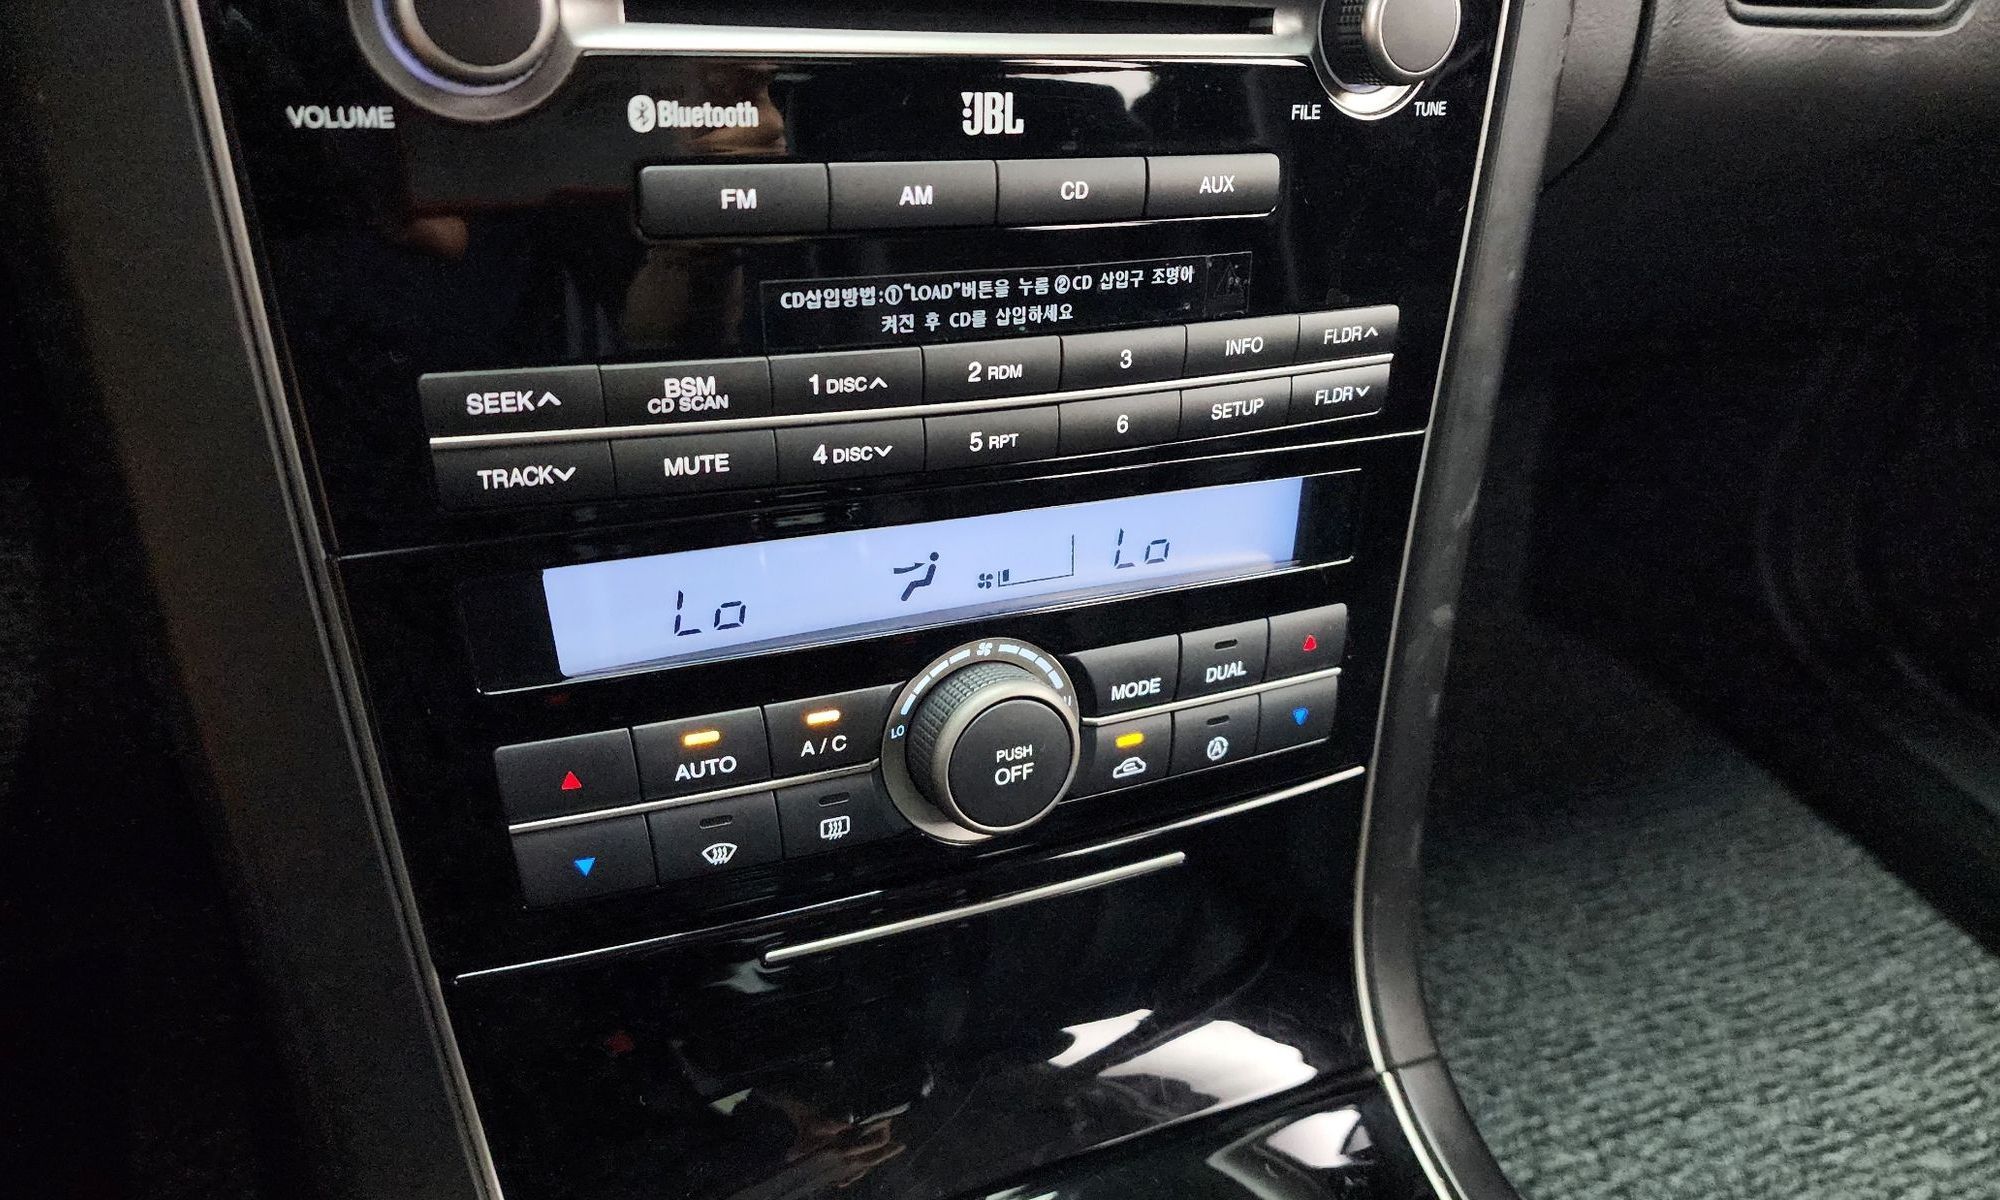 VOLUME
Bluetooth
JBL
FILE
TUNE
FM
AM
CD
AUX
CD삽입방법:①"LOAD"버튼을 누름 ②CD 삽입구 조명이
켜진 후 CD를 삽입하세요
SEEK∧
BSM
CD SCAN
1 DISC∧
2 RDM
3
INFO
FLDR∧
TRACK∨
MUTE
4 DISC∨
5 RPT
6
SETUP
FLDR∨
Lo
Lo
AUTO
A/C
LO
PUSH
OFF
MODE
DUAL